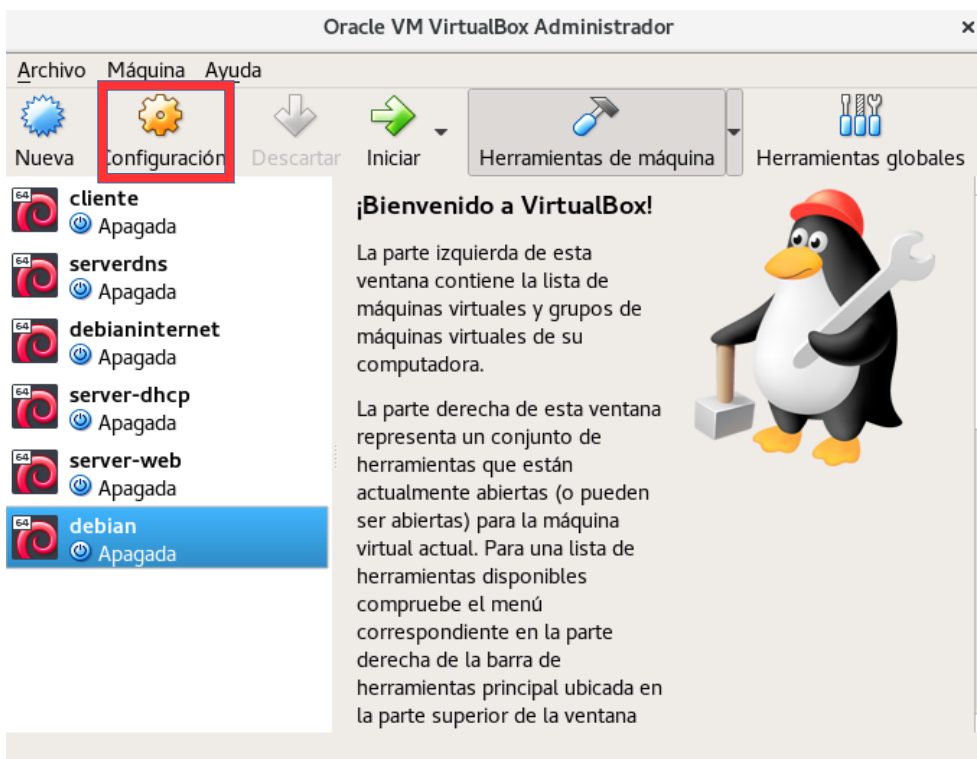 Oracle VM VirtualBox Administrador
×
Archivo Máquina Ayuda
Nueva Configuración Descartar Iniciar Herramientas de máquina Herramientas globales
64
cliente
Apagada
64
serverdns
Apagada
64
debianinternet
Apagada
64
server-dhcp
Apagada
64
server-web
Apagada
64
debian
Apagada
¡Bienvenido a VirtualBox!
La parte izquierda de esta
ventana contiene la lista de
máquinas virtuales y grupos de
máquinas virtuales de su
computadora.
La parte derecha de esta ventana
representa un conjunto de
herramientas que están
actualmente abiertas (o pueden
ser abiertas) para la máquina
virtual actual. Para una lista de
herramientas disponibles
compruebe el menú
correspondiente en la parte
derecha de la barra de
herramientas principal ubicada en
la parte superior de la ventana